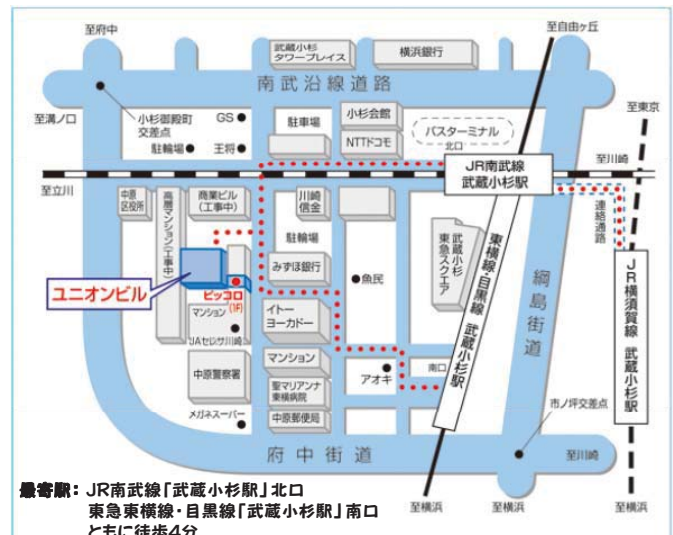 至府中
武蔵小杉
タワープレイス
横浜銀行
至自由ヶ丘
南武沿線道路
至溝ノ口
小杉御殿町
交差点
GS
駐車場
小杉会館
バスターミナル
北口
至東京
駐輪場
王将
NTTドコモ
JR南武線
武蔵小杉駅
至川崎
至立川
中原
区役所
高層マンション(工事中)
商業ビル
(工事中)
川崎
信金
連絡通路
駐輪場
武蔵小杉
東急スクエア
東横線・目黒線 武蔵小杉駅
綱島街道
JR横須賀線 武蔵小杉駅
ユニオンビル
ピッコロ
(1F)
みずほ銀行
魚民
マンション
イトー
ヨーカドー
JAセレサ川崎
中原警察署
マンション
アオキ
南口
聖マリアンナ
東横病院
メガネスーパー
中原郵便局
市ノ坪交差点
府中街道
至川崎
最寄駅: JR南武線「武蔵小杉駅」北口
東急東横線・目黒線「武蔵小杉駅」南口
ともに徒歩4分
至横浜
至横浜
至横浜